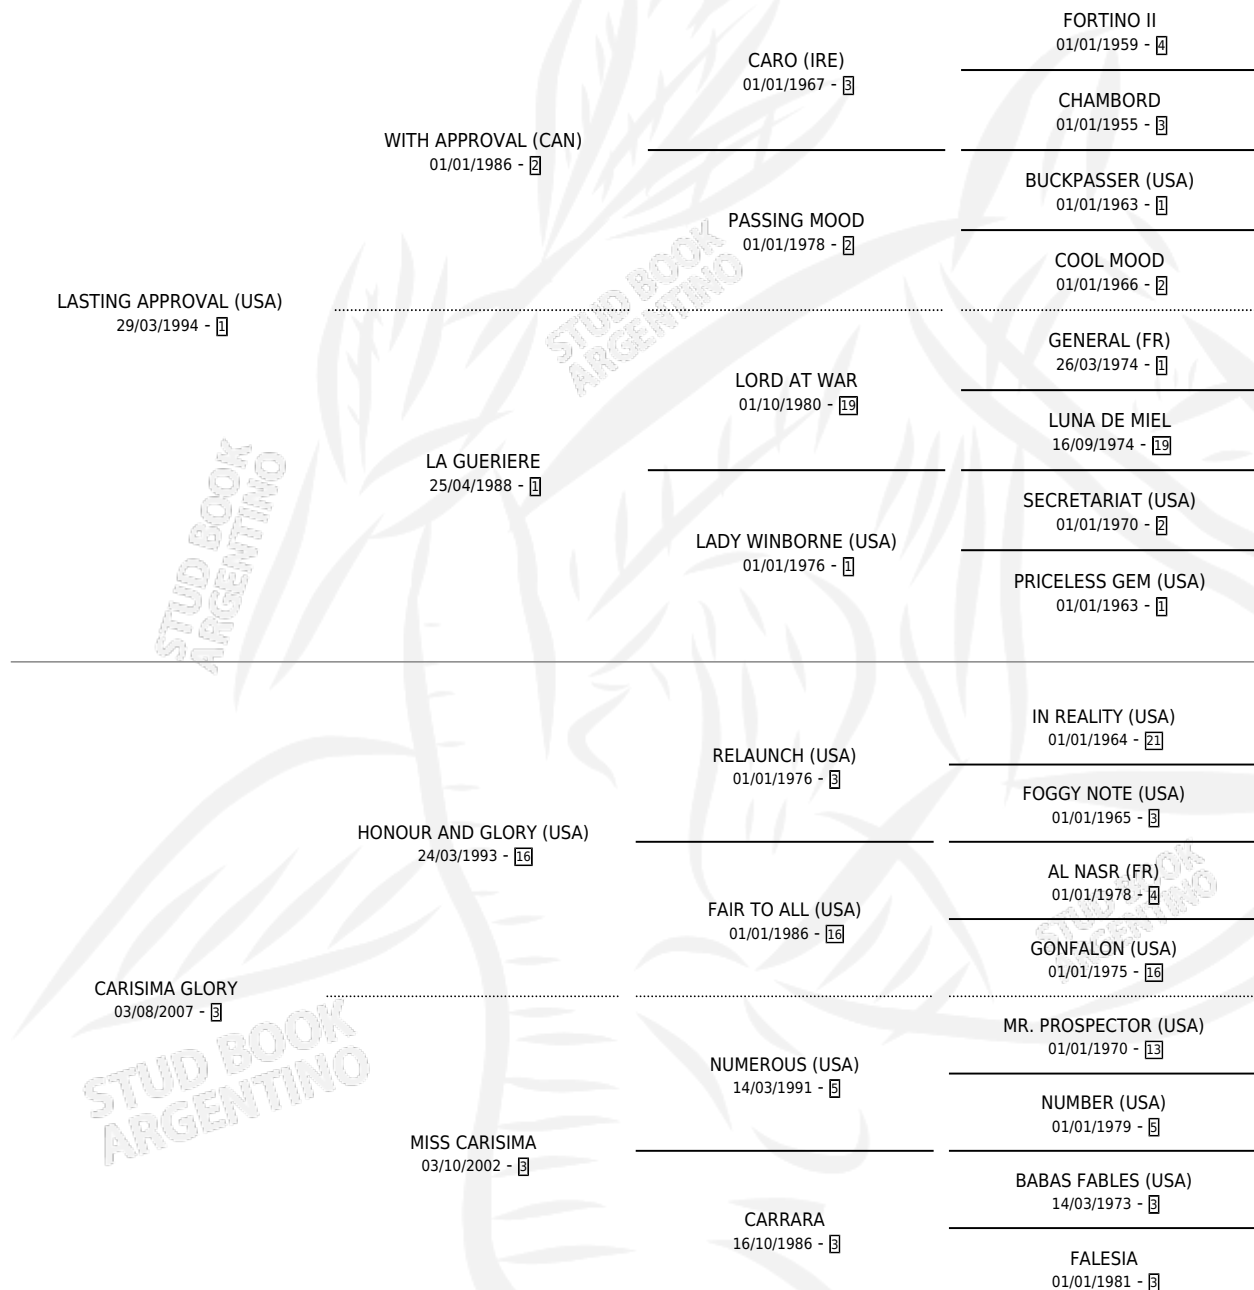 FORTINO II
01/01/1959 - 4
CARO (IRE)
01/01/1967 - 3
CHAMBORD
01/01/1955 - 3
WITH APPROVAL (CAN)
01/01/1986 - 2
BUCKPASSER (USA)
01/01/1963 - 1
PASSING MOOD
01/01/1978 - 2
COOL MOOD
01/01/1966 - 2
LASTING APPROVAL (USA)
29/03/1994 - 1
GENERAL (FR)
26/03/1974 - 1
LORD AT WAR
01/10/1980 - 19
LUNA DE MIEL
16/09/1974 - 19
LA GUERIERE
25/04/1988 - 1
SECRETARIAT (USA)
01/01/1970 - 2
LADY WINBORNE (USA)
01/01/1976 - 1
PRICELESS GEM (USA)
01/01/1963 - 1
STUD BOOK
ARGENTINO
STUD BOOK
ARGENTINO
IN REALITY (USA)
01/01/1964 - 21
RELAUNCH (USA)
01/01/1976 - 3
FOGGY NOTE (USA)
01/01/1965 - 3
HONOUR AND GLORY (USA)
24/03/1993 - 16
AL NASR (FR)
01/01/1978 - 4
FAIR TO ALL (USA)
01/01/1986 - 16
GONFALON (USA)
01/01/1975 - 16
CARISIMA GLORY
03/08/2007 - 3
MR. PROSPECTOR (USA)
01/01/1970 - 13
NUMEROUS (USA)
14/03/1991 - 5
NUMBER (USA)
01/01/1979 - 5
MISS CARISIMA
03/10/2002 - 3
BABAS FABLES (USA)
14/03/1973 - 3
CARRARA
16/10/1986 - 3
FALESIA
01/01/1981 - 3
STUD BOOK
ARGENTINO
STUD BOOK
ARGENTINO